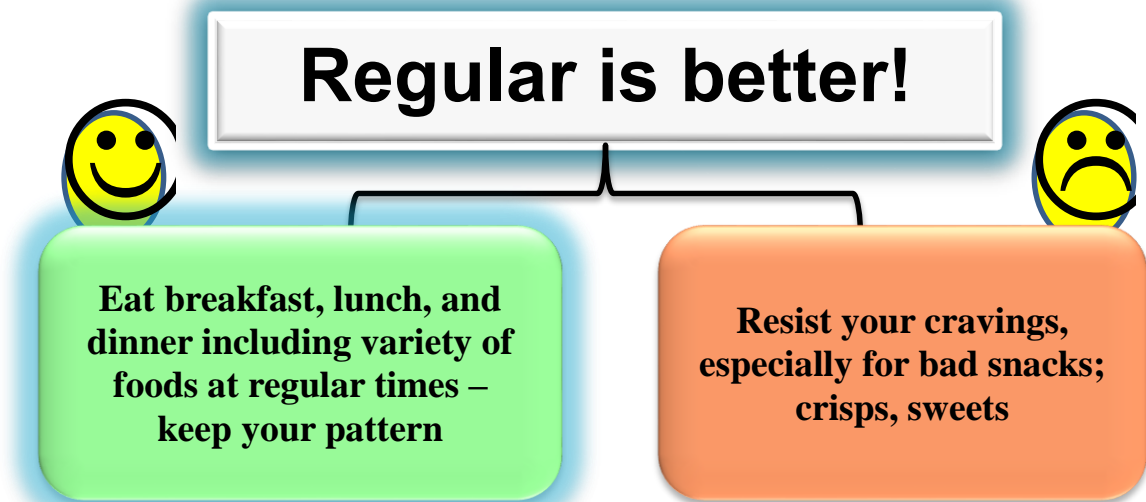 Regular is better!
Eat breakfast, lunch, and
dinner including variety of
foods at regular times –
keep your pattern
Resist your cravings,
especially for bad snacks;
crisps, sweets